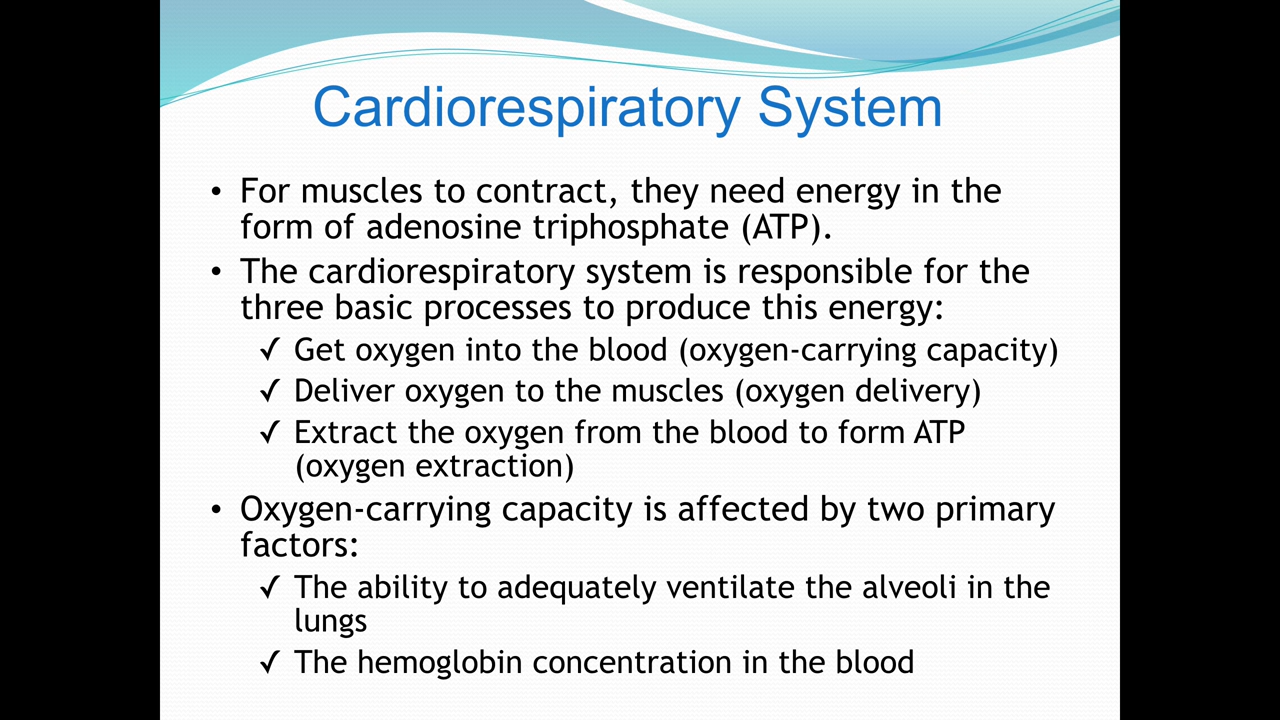 Cardiorespiratory System
• For muscles to contract, they need energy in the
form of adenosine triphosphate (ATP).
• The cardiorespiratory system is responsible for the
three basic processes to produce this energy:
✓ Get oxygen into the blood (oxygen-carrying capacity)
✓ Deliver oxygen to the muscles (oxygen delivery)
✓ Extract the oxygen from the blood to form ATP
(oxygen extraction)
• Oxygen-carrying capacity is affected by two primary
factors:
✓ The ability to adequately ventilate the alveoli in the
lungs
✓ The hemoglobin concentration in the blood